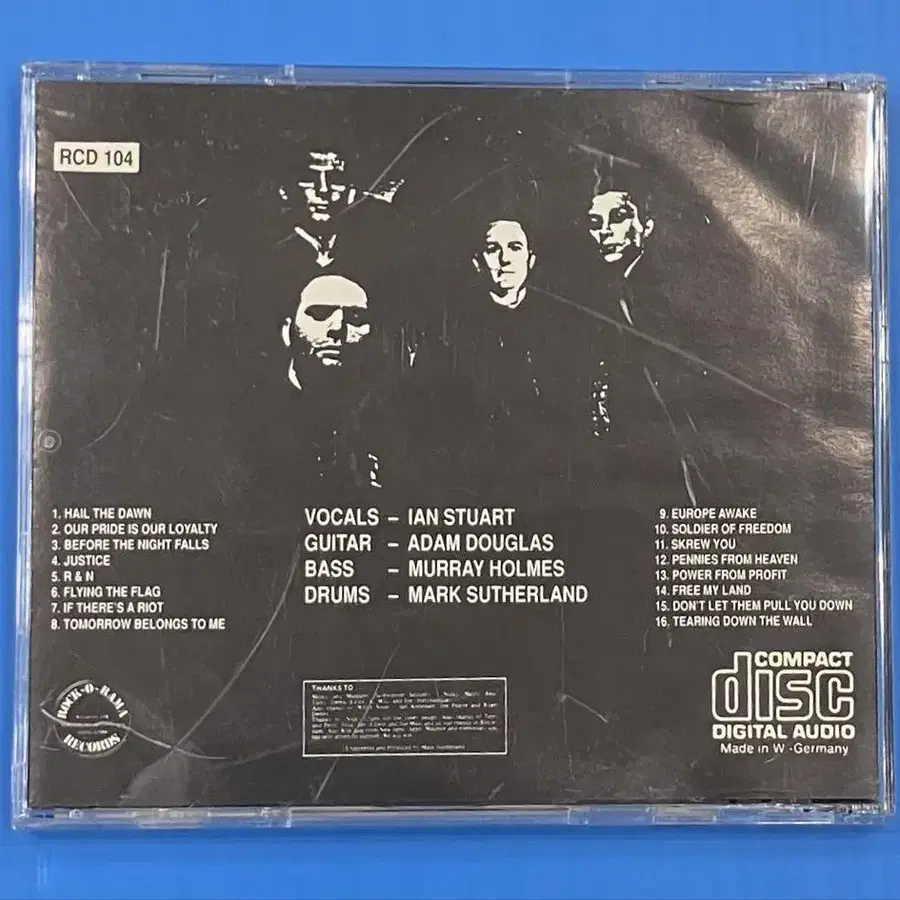 RCD 104
1. HAIL THE DAWN
2. OUR PRIDE IS OUR LOYALTY
3. BEFORE THE NIGHT FALLS
4. JUSTICE
5. R & N
6. FLYING THE FLAG
7. IF THERE'S A RIOT
8. TOMORROW BELONGS TO ME
VOCALS – IAN STUART
GUITAR – ADAM DOUGLAS
BASS – MURRAY HOLMES
DRUMS – MARK SUTHERLAND
9. EUROPE AWAKE
10. SOLDIER OF FREEDOM
11. SKREW YOU
12. PENNIES FROM HEAVEN
13. POWER FROM PROFIT
14. FREE MY LAND
15. DON'T LET THEM PULL YOU DOWN
16. TEARING DOWN THE WALL
ROCK-O-RAMA
RECORDS
THANKS TO
COMPACT
disc
DIGITAL AUDIO
Made in W.-Germany